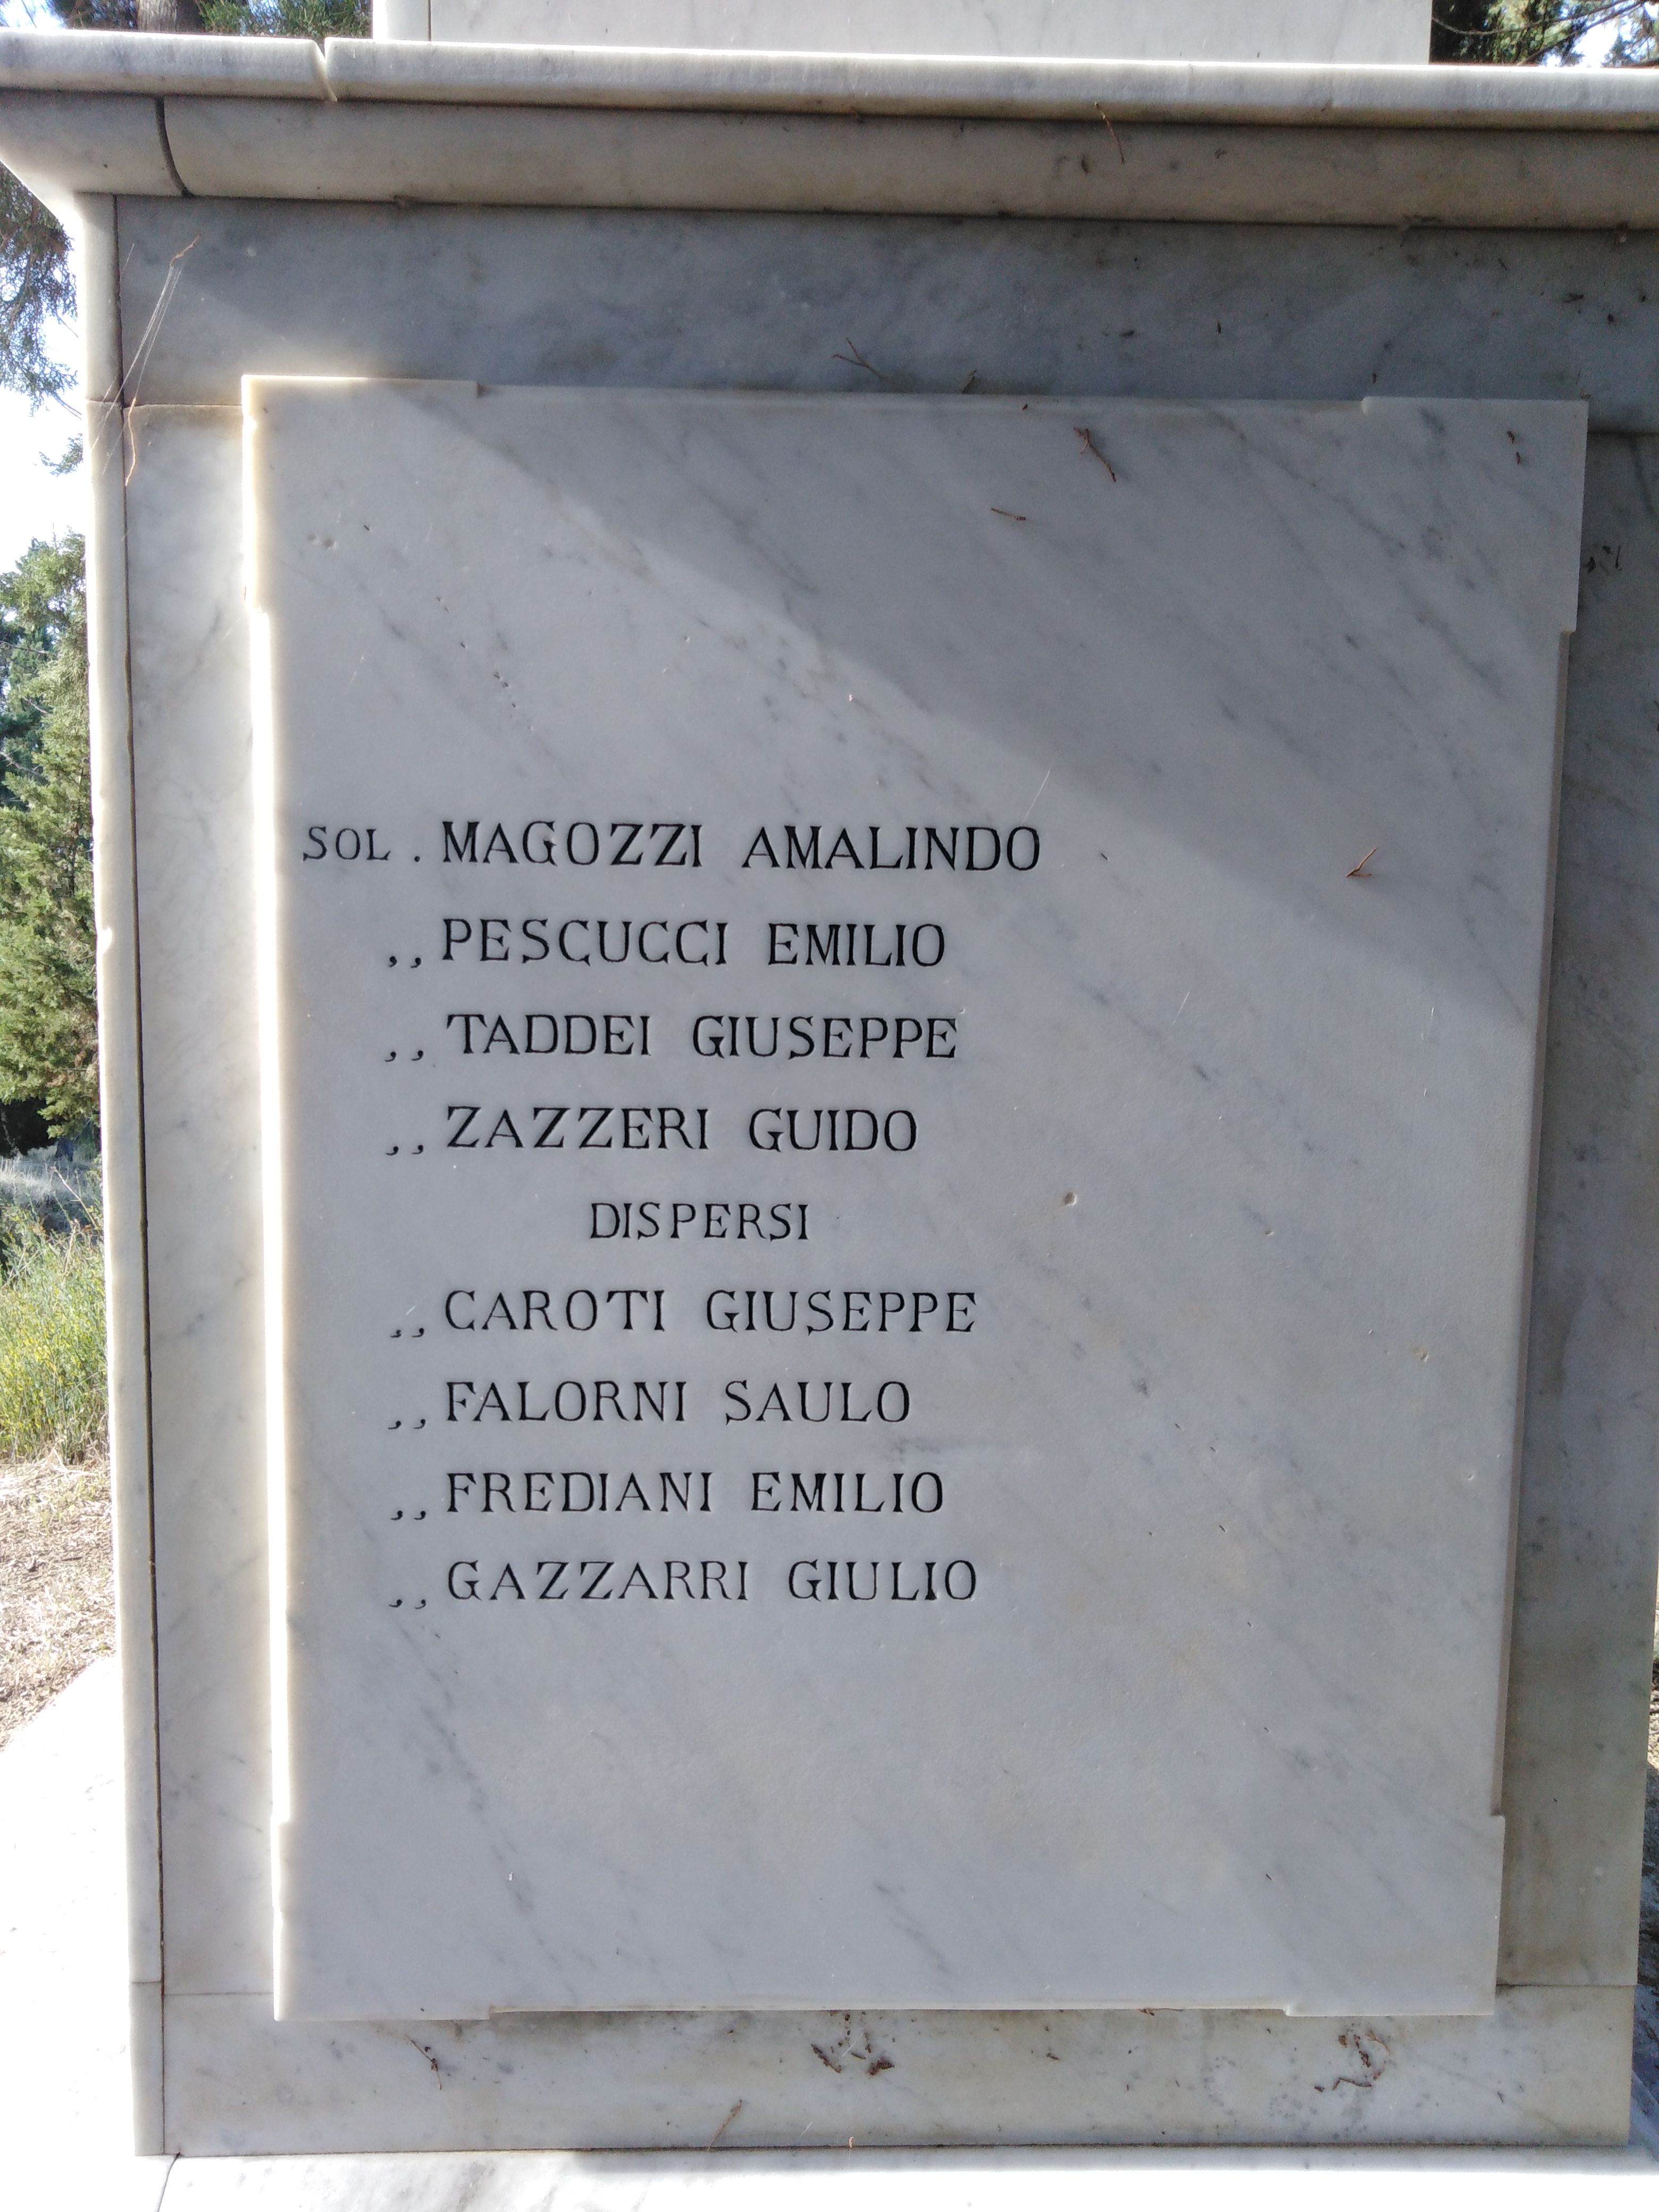 SOL. MAGOZZI AMALINDO
,, PESCUCCI EMILIO
,, TADDEI GIUSEPPE
,, ZAZZERI GUIDO
DISPERSI
,, CAROTI GIUSEPPE
,, FALORNI SAULO
,, FREDIANI EMILIO
,, GAZZARRI GIULIO